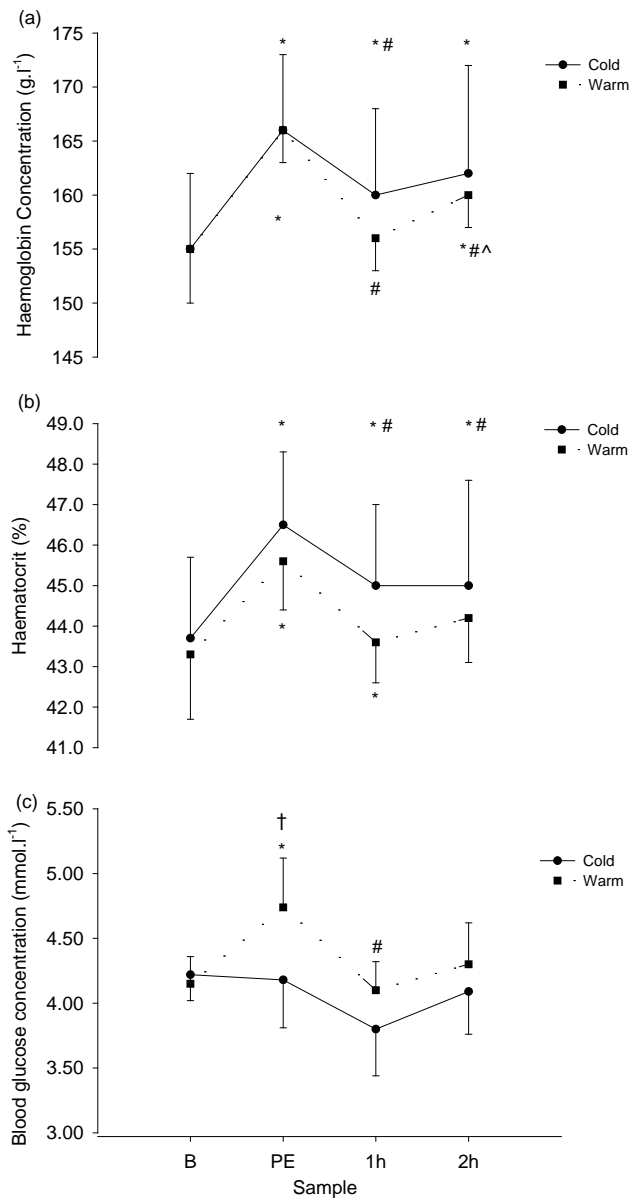 (a)
Haemoglobin Concentration (g.l-1)
175
170
165
160
155
150
145
* *# *
* # *#^
Cold
Warm
(b)
Haematocrit (%)
49.0
48.0
47.0
46.0
45.0
44.0
43.0
42.0
41.0
* *# *#
* *
Cold
Warm
(c)
Blood glucose concentration (mmol.l-1)
5.50
5.00
4.50
4.00
3.50
3.00
†
*
#
Cold
Warm
B PE 1h 2h
Sample